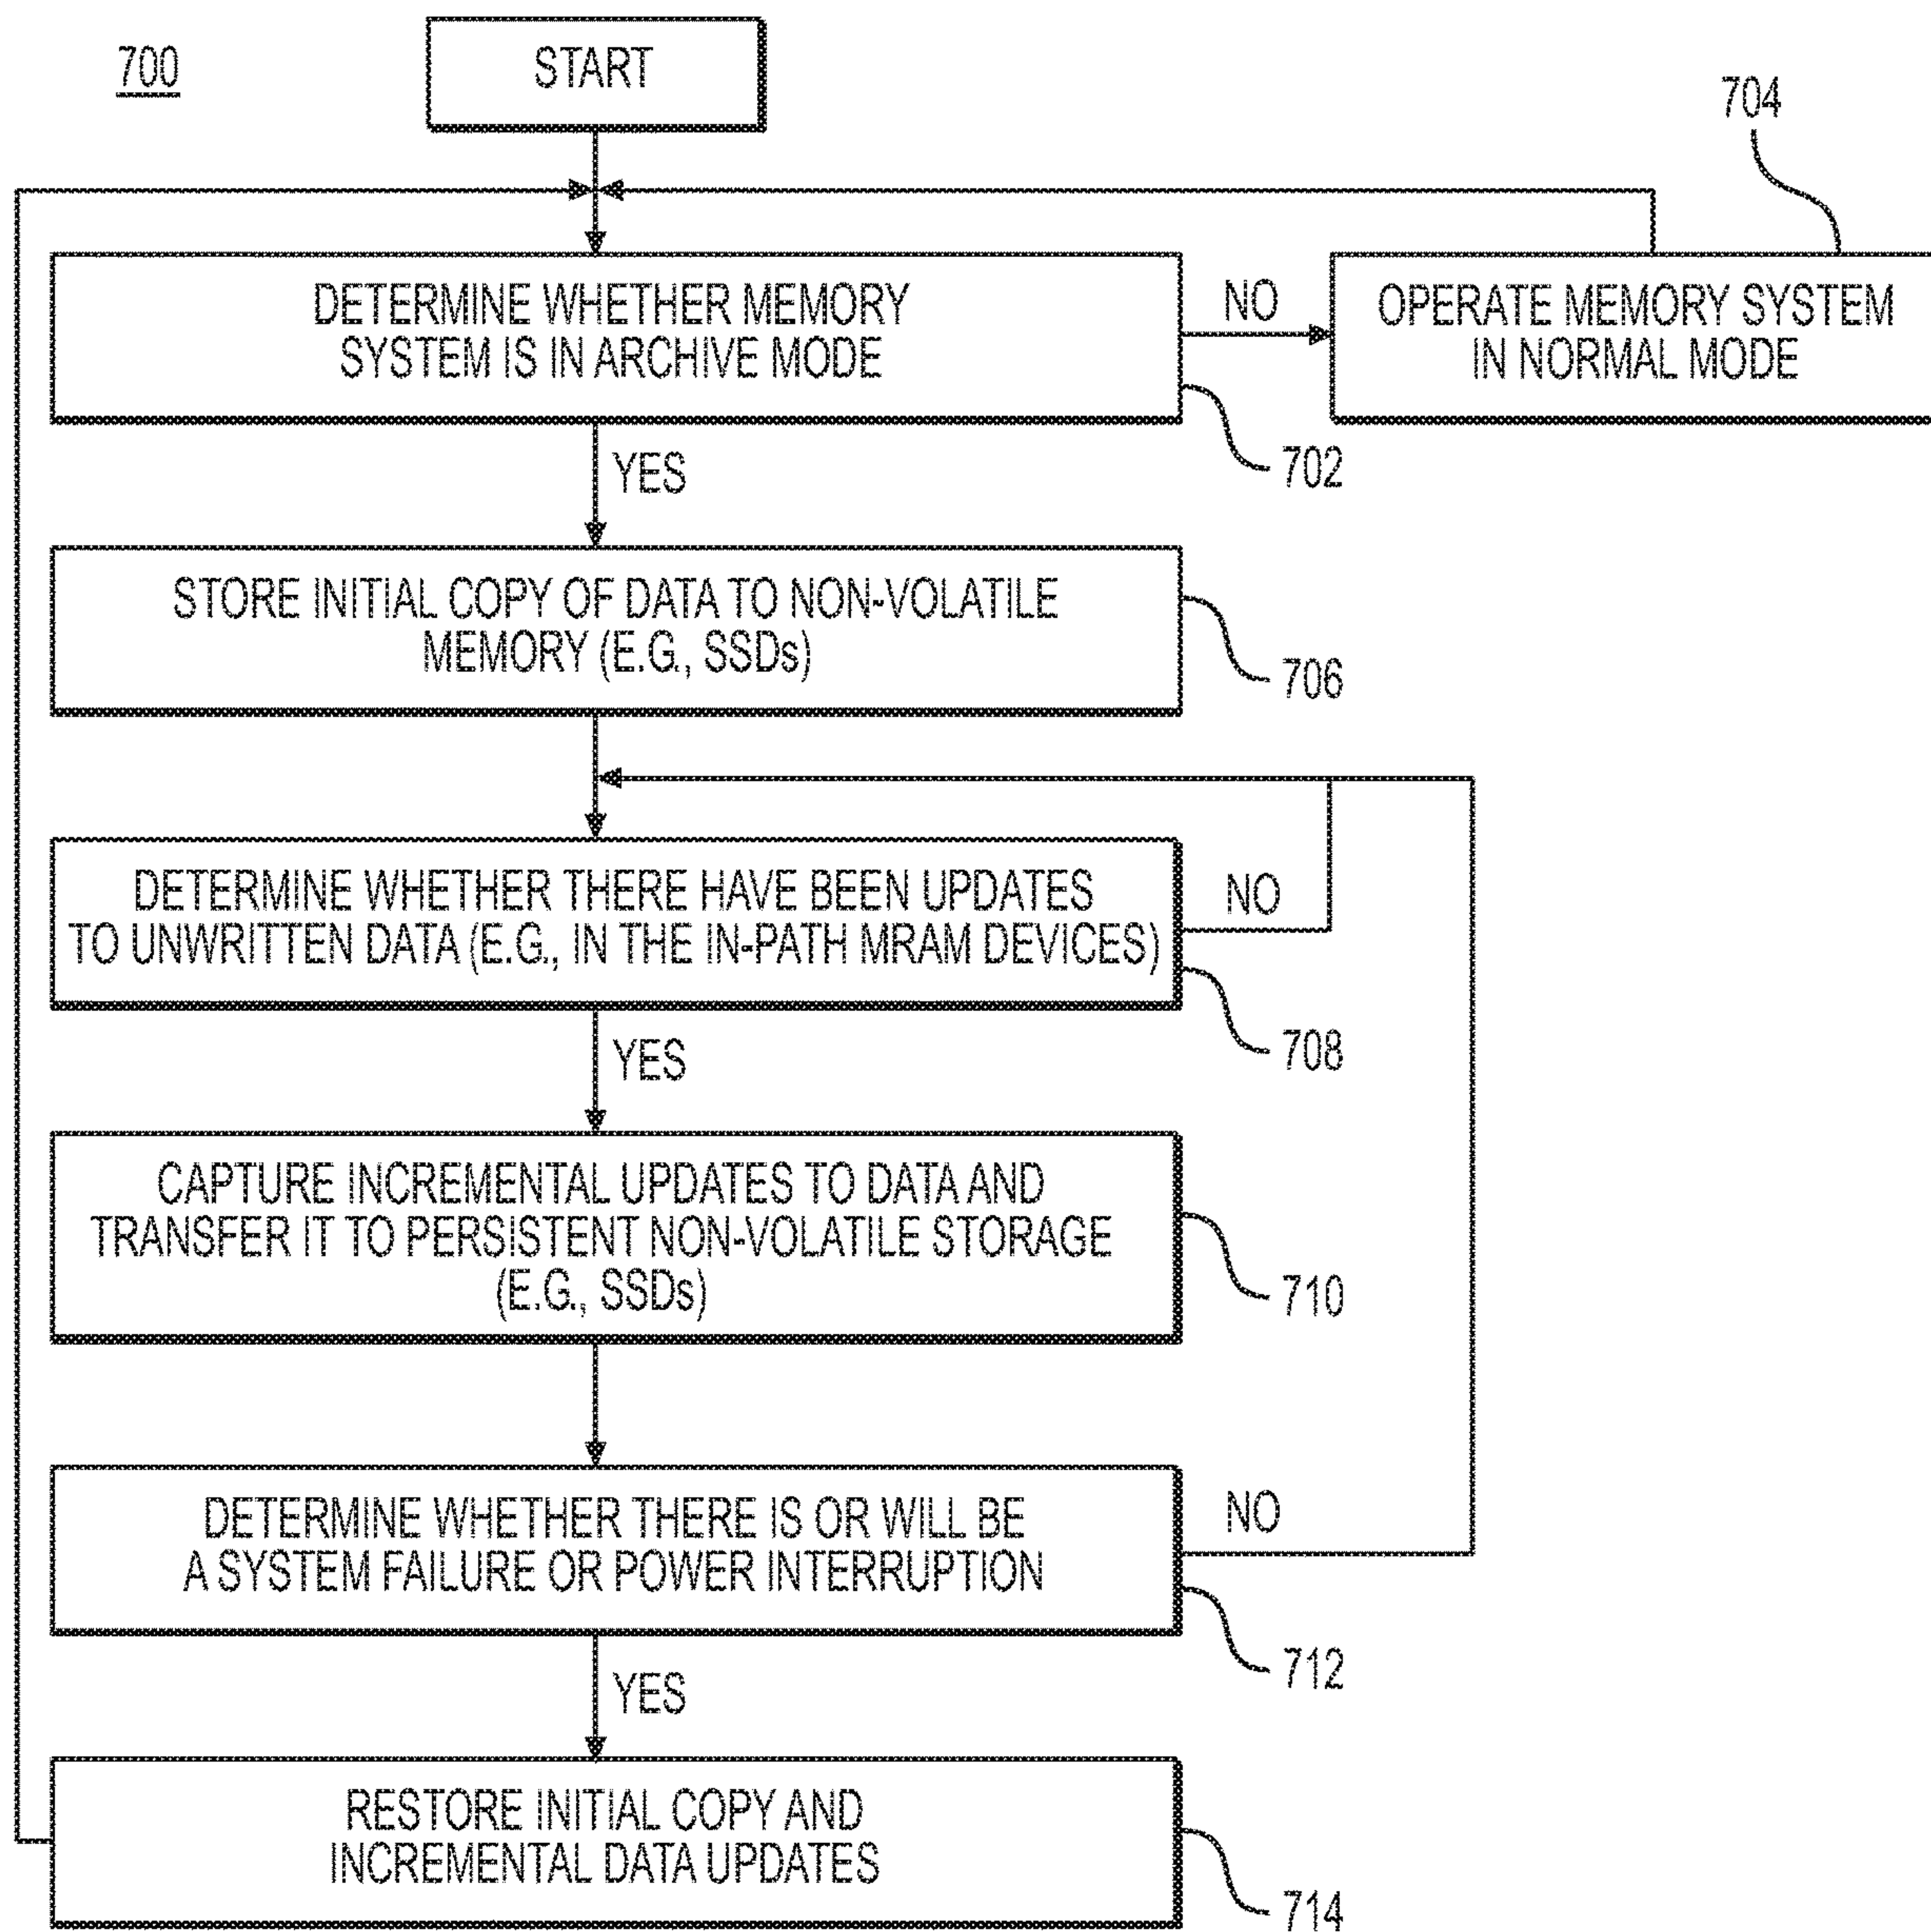 700
START
704
DETERMINE WHETHER MEMORY
SYSTEM IS IN ARCHIVE MODE
NO
OPERATE MEMORY SYSTEM
IN NORMAL MODE
702
YES
STORE INITIAL COPY OF DATA TO NON-VOLATILE
MEMORY (E.G., SSDs)
706
DETERMINE WHETHER THERE HAVE BEEN UPDATES
TO UNWRITTEN DATA (E.G., IN THE IN-PATH MRAM DEVICES)
NO
708
YES
CAPTURE INCREMENTAL UPDATES TO DATA AND
TRANSFER IT TO PERSISTENT NON-VOLATILE STORAGE
(E.G., SSDs)
710
DETERMINE WHETHER THERE IS OR WILL BE
A SYSTEM FAILURE OR POWER INTERRUPTION
NO
712
YES
RESTORE INITIAL COPY AND
INCREMENTAL DATA UPDATES
714